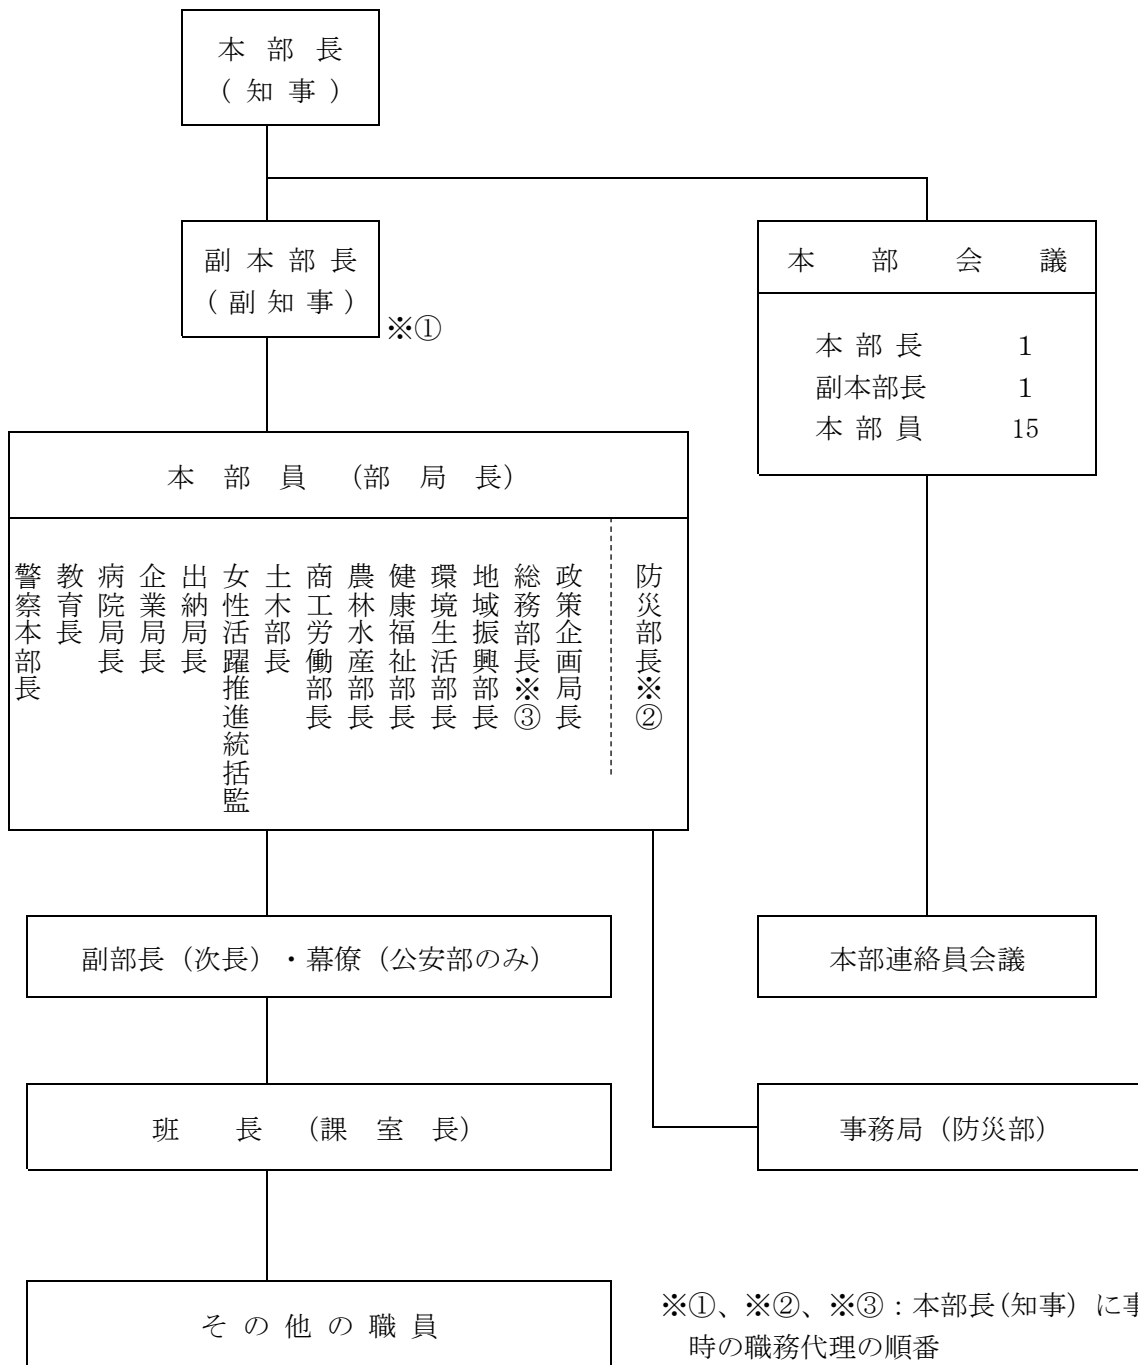 本部長
(知事)
副本部長
(副知事)
※①
本部会議
本部長 1
副本部長 1
本部員 15
本部員（部局長）
防災部長※②
政策企画局長
総務部長※③
地域振興部長
環境生活部長
健康福祉部長
農林水産部長
商工労働部長
土木部長
女性活躍推進統括監
出納局長
企業局長
病院局長
教育長
警察本部長
副部長（次長）・幕僚（公安部のみ）
本部連絡員会議
班長（課室長）
事務局（防災部）
その他の職員
※①、※②、※③：本部長(知事）に事
時の職務代理の順番